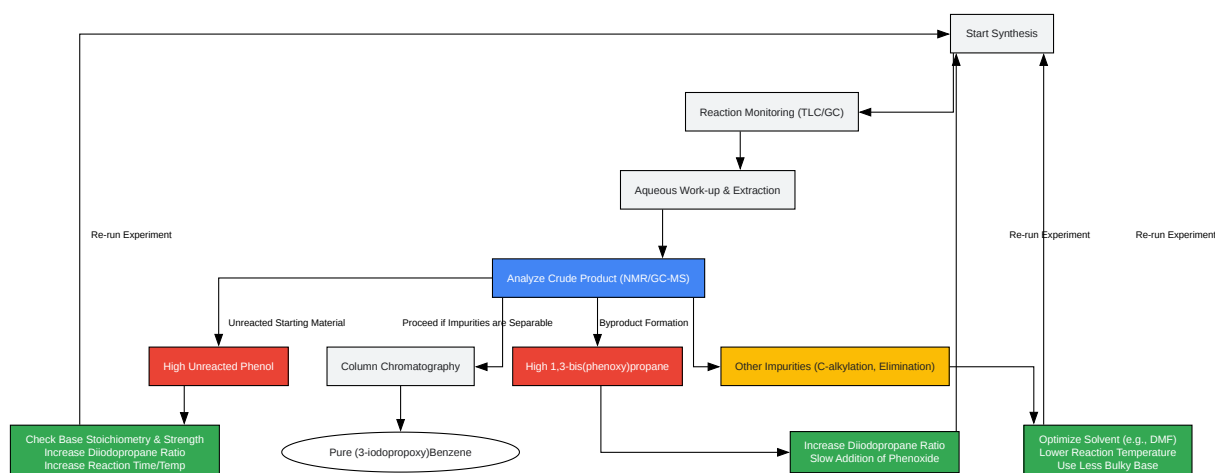 Start Synthesis
Reaction Monitoring (TLC/GC)
Aqueous Work-up & Extraction
Re-run Experiment
Re-run Experiment
Re-run Experiment
Analyze Crude Product (NMR/GC-MS)
Unreacted Starting Material
Proceed if Impurities are Separable
Byproduct Formation
High Unreacted Phenol
Column Chromatography
High 1,3-bis(phenoxy)propane
Other Impurities (C-alkylation, Elimination)
Check Base Stoichiometry & Strength
Increase Diiodopropane Ratio
Increase Reaction Time/Temp
Pure (3-iodopropoxy)Benzene
Increase Diiodopropane Ratio
Slow Addition of Phenoxide
Optimize Solvent (e.g., DMF)
Lower Reaction Temperature
Use Less Bulky Base